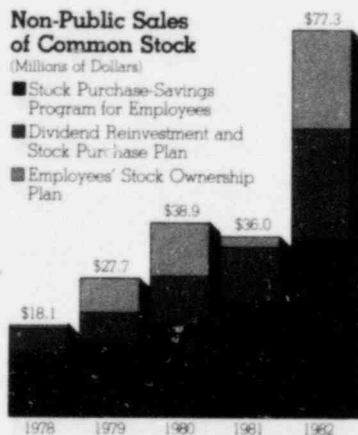 Non-Public Sales
of Common Stock
(Millions of Dollars)
Stock Purchase-Savings
Program for Employees
Dividend Reinvestment and
Stock Purchase Plan
Employees' Stock Ownership
Plan
$77.3
$38.9
$36.0
$27.7
$18.1
1978 1979 1980 1981 1982